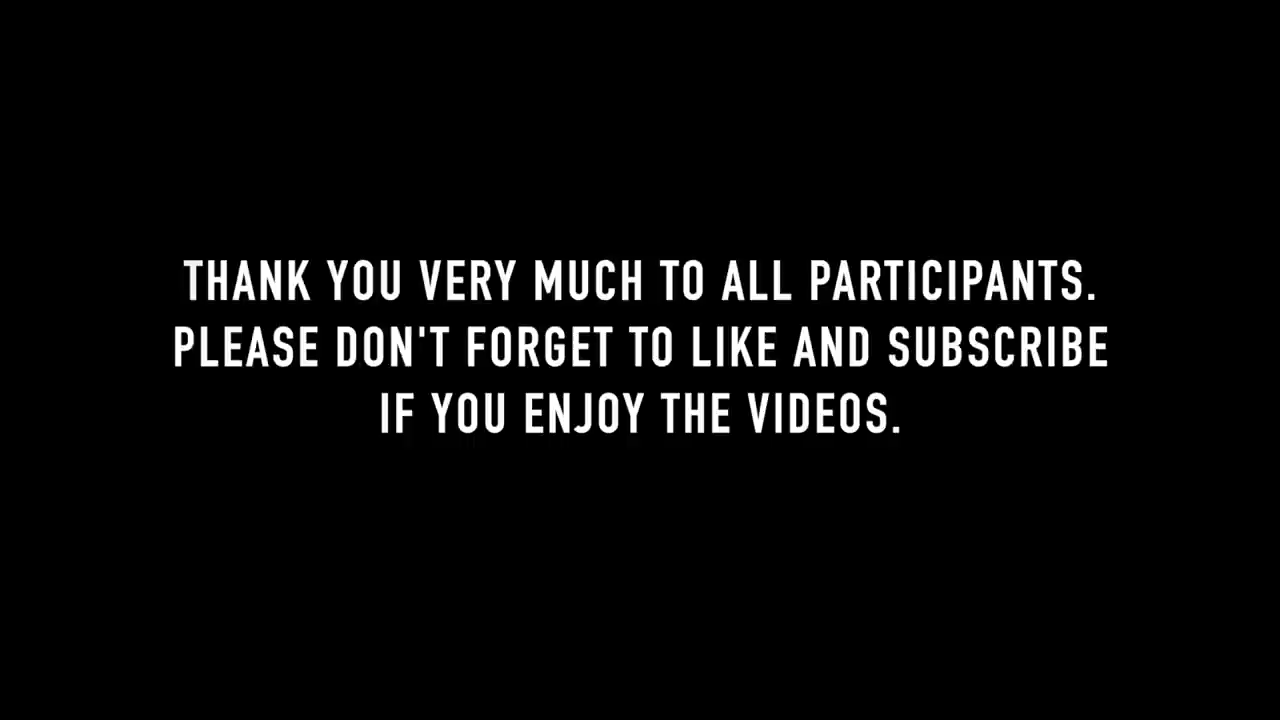 THANK YOU VERY MUCH TO ALL PARTICIPANTS.
PLEASE DON'T FORGET TO LIKE AND SUBSCRIBE
IF YOU ENJOY THE VIDEOS.